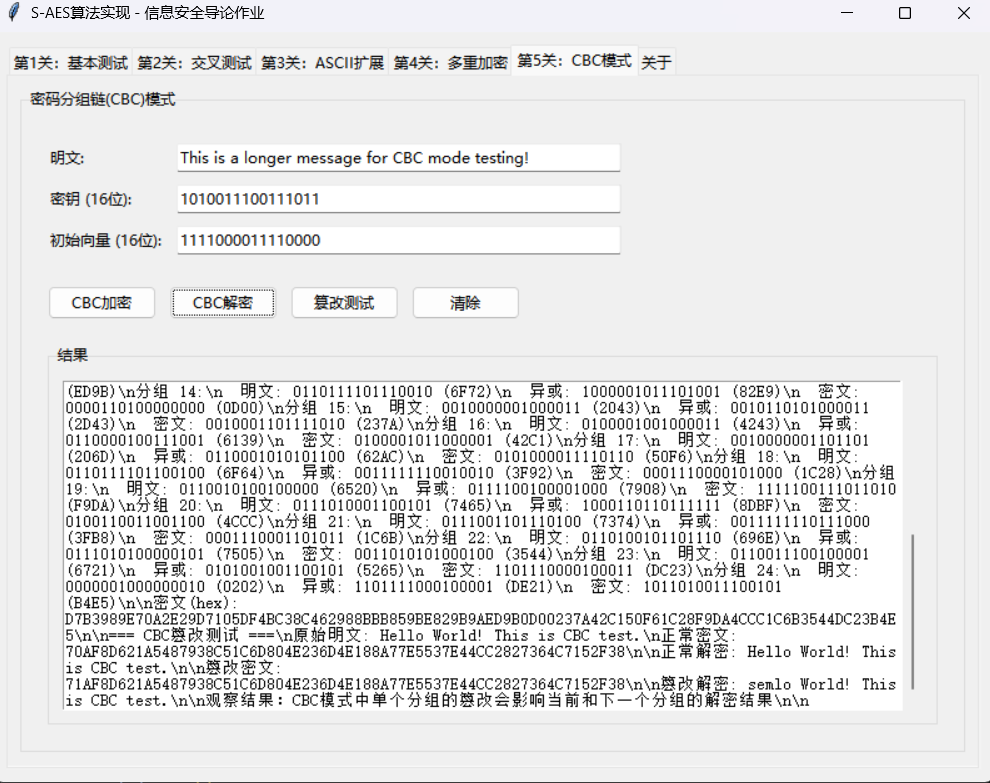 S-AES算法实现 - 信息安全导论作业
第1关: 基本测试 第2关: 交叉测试 第3关: ASCII扩展 第4关: 多重加密 第5关: CBC模式 关于
密码分组链(CBC)模式
明文: This is a longer message for CBC mode testing!
密钥 (16位): 1010011100111011
初始向量 (16位): 1111000011110000
CBC加密 CBC解密 篡改测试 清除
结果
(ED9B)\n分组 14:\n  明文: 0110111101110010 (6F72)\n  异或: 1000001011101001 (82E9)\n  密文:
0000110100000000 (0D00)\n分组 15:\n  明文: 0010000001000011 (2043)\n  异或: 0010110101000011
(2D43)\n  密文: 0010001101111010 (237A)\n分组 16:\n  明文: 0100001001000011 (4243)\n  异或:
0110000100111001 (6139)\n  密文: 0100001011000001 (42C1)\n分组 17:\n  明文: 0010000001101101
(206D)\n  异或: 0110001010101100 (62AC)\n  密文: 0101000011110110 (50F6)\n分组 18:\n  明文:
0110111101100100 (6F64)\n  异或: 0011111110010010 (3F92)\n  密文: 0001110000101000 (1C28)\n分组
19:\n  明文: 0110010100100000 (6520)\n  异或: 0111100100001000 (7908)\n  密文: 1111100111011010
(F9DA)\n分组 20:\n  明文: 0111010001100101 (7465)\n  异或: 1000110110111111 (8DBF)\n  密文:
0100110011001100 (4CCC)\n分组 21:\n  明文: 0111001101110100 (7374)\n  异或: 0011111110111000
(3FB8)\n  密文: 0001110001101011 (1C6B)\n分组 22:\n  明文: 0110100101101110 (696E)\n  异或:
0111010100000101 (7505)\n  密文: 0011010101000100 (3544)\n分组 23:\n  明文: 0110011100100001
(6721)\n  异或: 0101001001100101 (5265)\n  密文: 1101110000100011 (DC23)\n分组 24:\n  明文:
0000001000000010 (0202)\n  异或: 1101111000100001 (DE21)\n  密文: 1011010011100101
(B4E5)\n\n密文(hex):
D7B3989E70A2E29D7105DF4BC38C462988BBB859BE829B9AED9B0D00237A42C150F61C28F9DA4CCC1C6B3544DC23B4E
5\n\n=== CBC篡改测试 ===\n原始明文: Hello World! This is CBC test.\n正常密文:
70AF8D621A5487938C51C6D804E236D4E188A77E5537E44CC2827364C7152F38\n\n正常解密: Hello World! This
is CBC test.\n\n篡改密文:
71AF8D621A5487938C51C6D804E236D4E188A77E5537E44CC2827364C7152F38\n\n篡改解密: semlo World! This
is CBC test.\n\n观察结果: CBC模式中单个分组的篡改会影响当前和下一个分组的解密结果\n\n